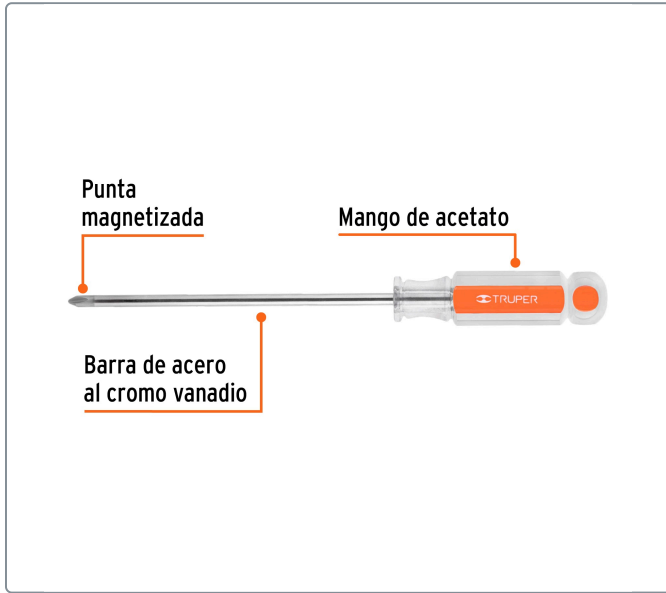 Punta
magnetizada
Mango de acetato
TRUPER
Barra de acero
al cromo vanadio